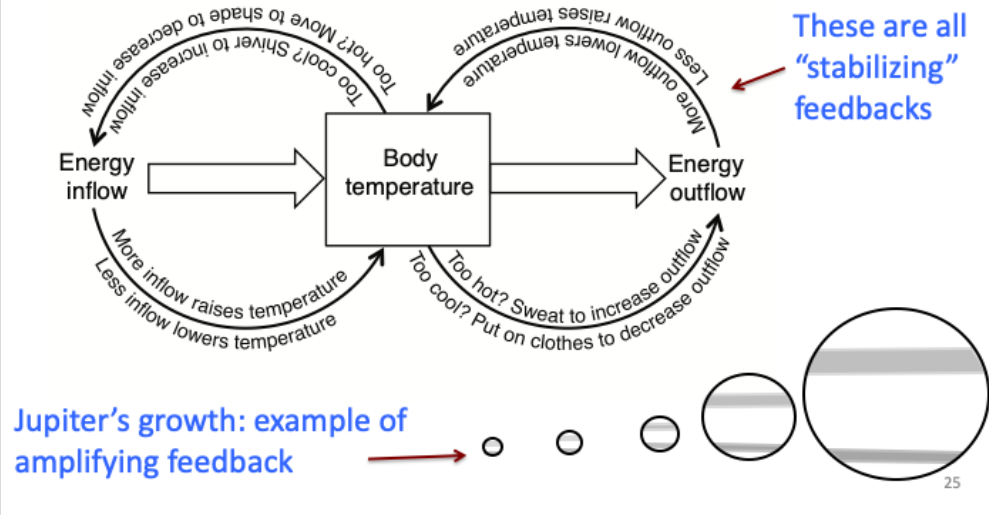 Too hot? Move to shade to decrease inflow
Too cool? Shiver to increase inflow
Less outflow raises temperature
More outflow lowers temperature
These are all
“stabilizing”
feedbacks
Energy
inflow
Body
temperature
Energy
outflow
More inflow raises temperature
Less inflow lowers temperature
Too hot? Sweat to increase outflow
Too cool? Put on clothes to decrease outflow
Jupiter’s growth: example of
amplifying feedback
25